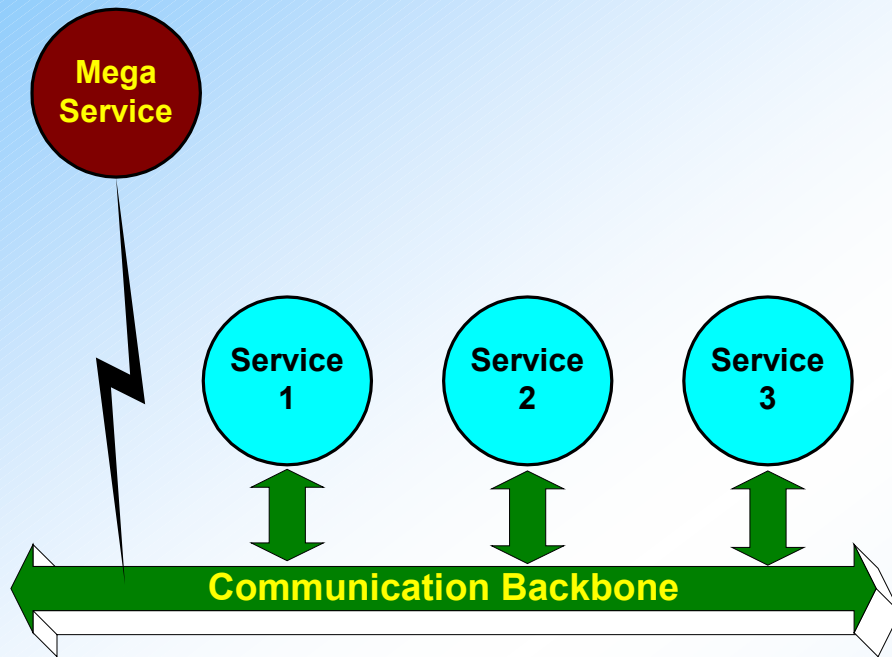 Mega
Service
Service
1
Service
2
Service
3
Communication Backbone